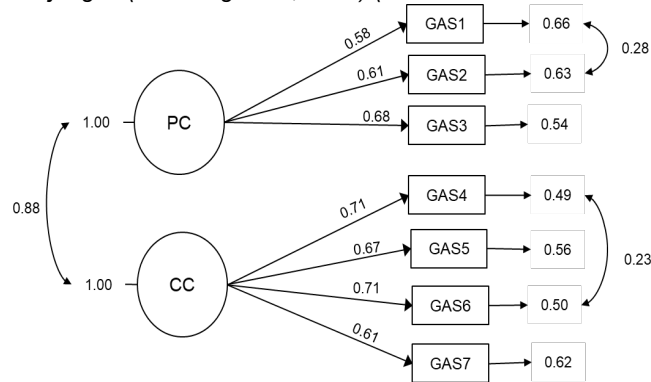 GAS1 0.66
0.58
0.28
GAS2 0.63
0.61
1.00 PC
0.68 GAS3 0.54
0.88
0.71 GAS4 0.49
0.67 GAS5 0.56
0.23
1.00 CC
0.71 GAS6 0.50
0.61
GAS7 0.62